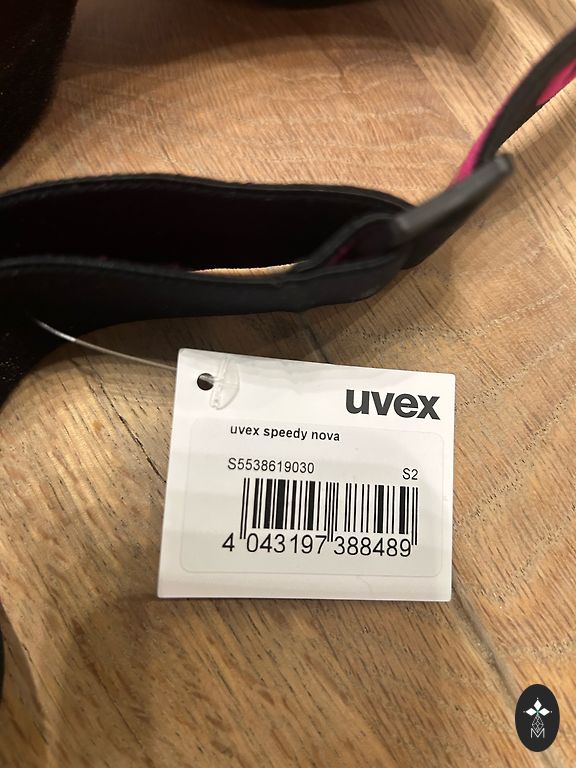 uvex
uvex speedy nova
S5538619030 S2
4 043197 388489
M